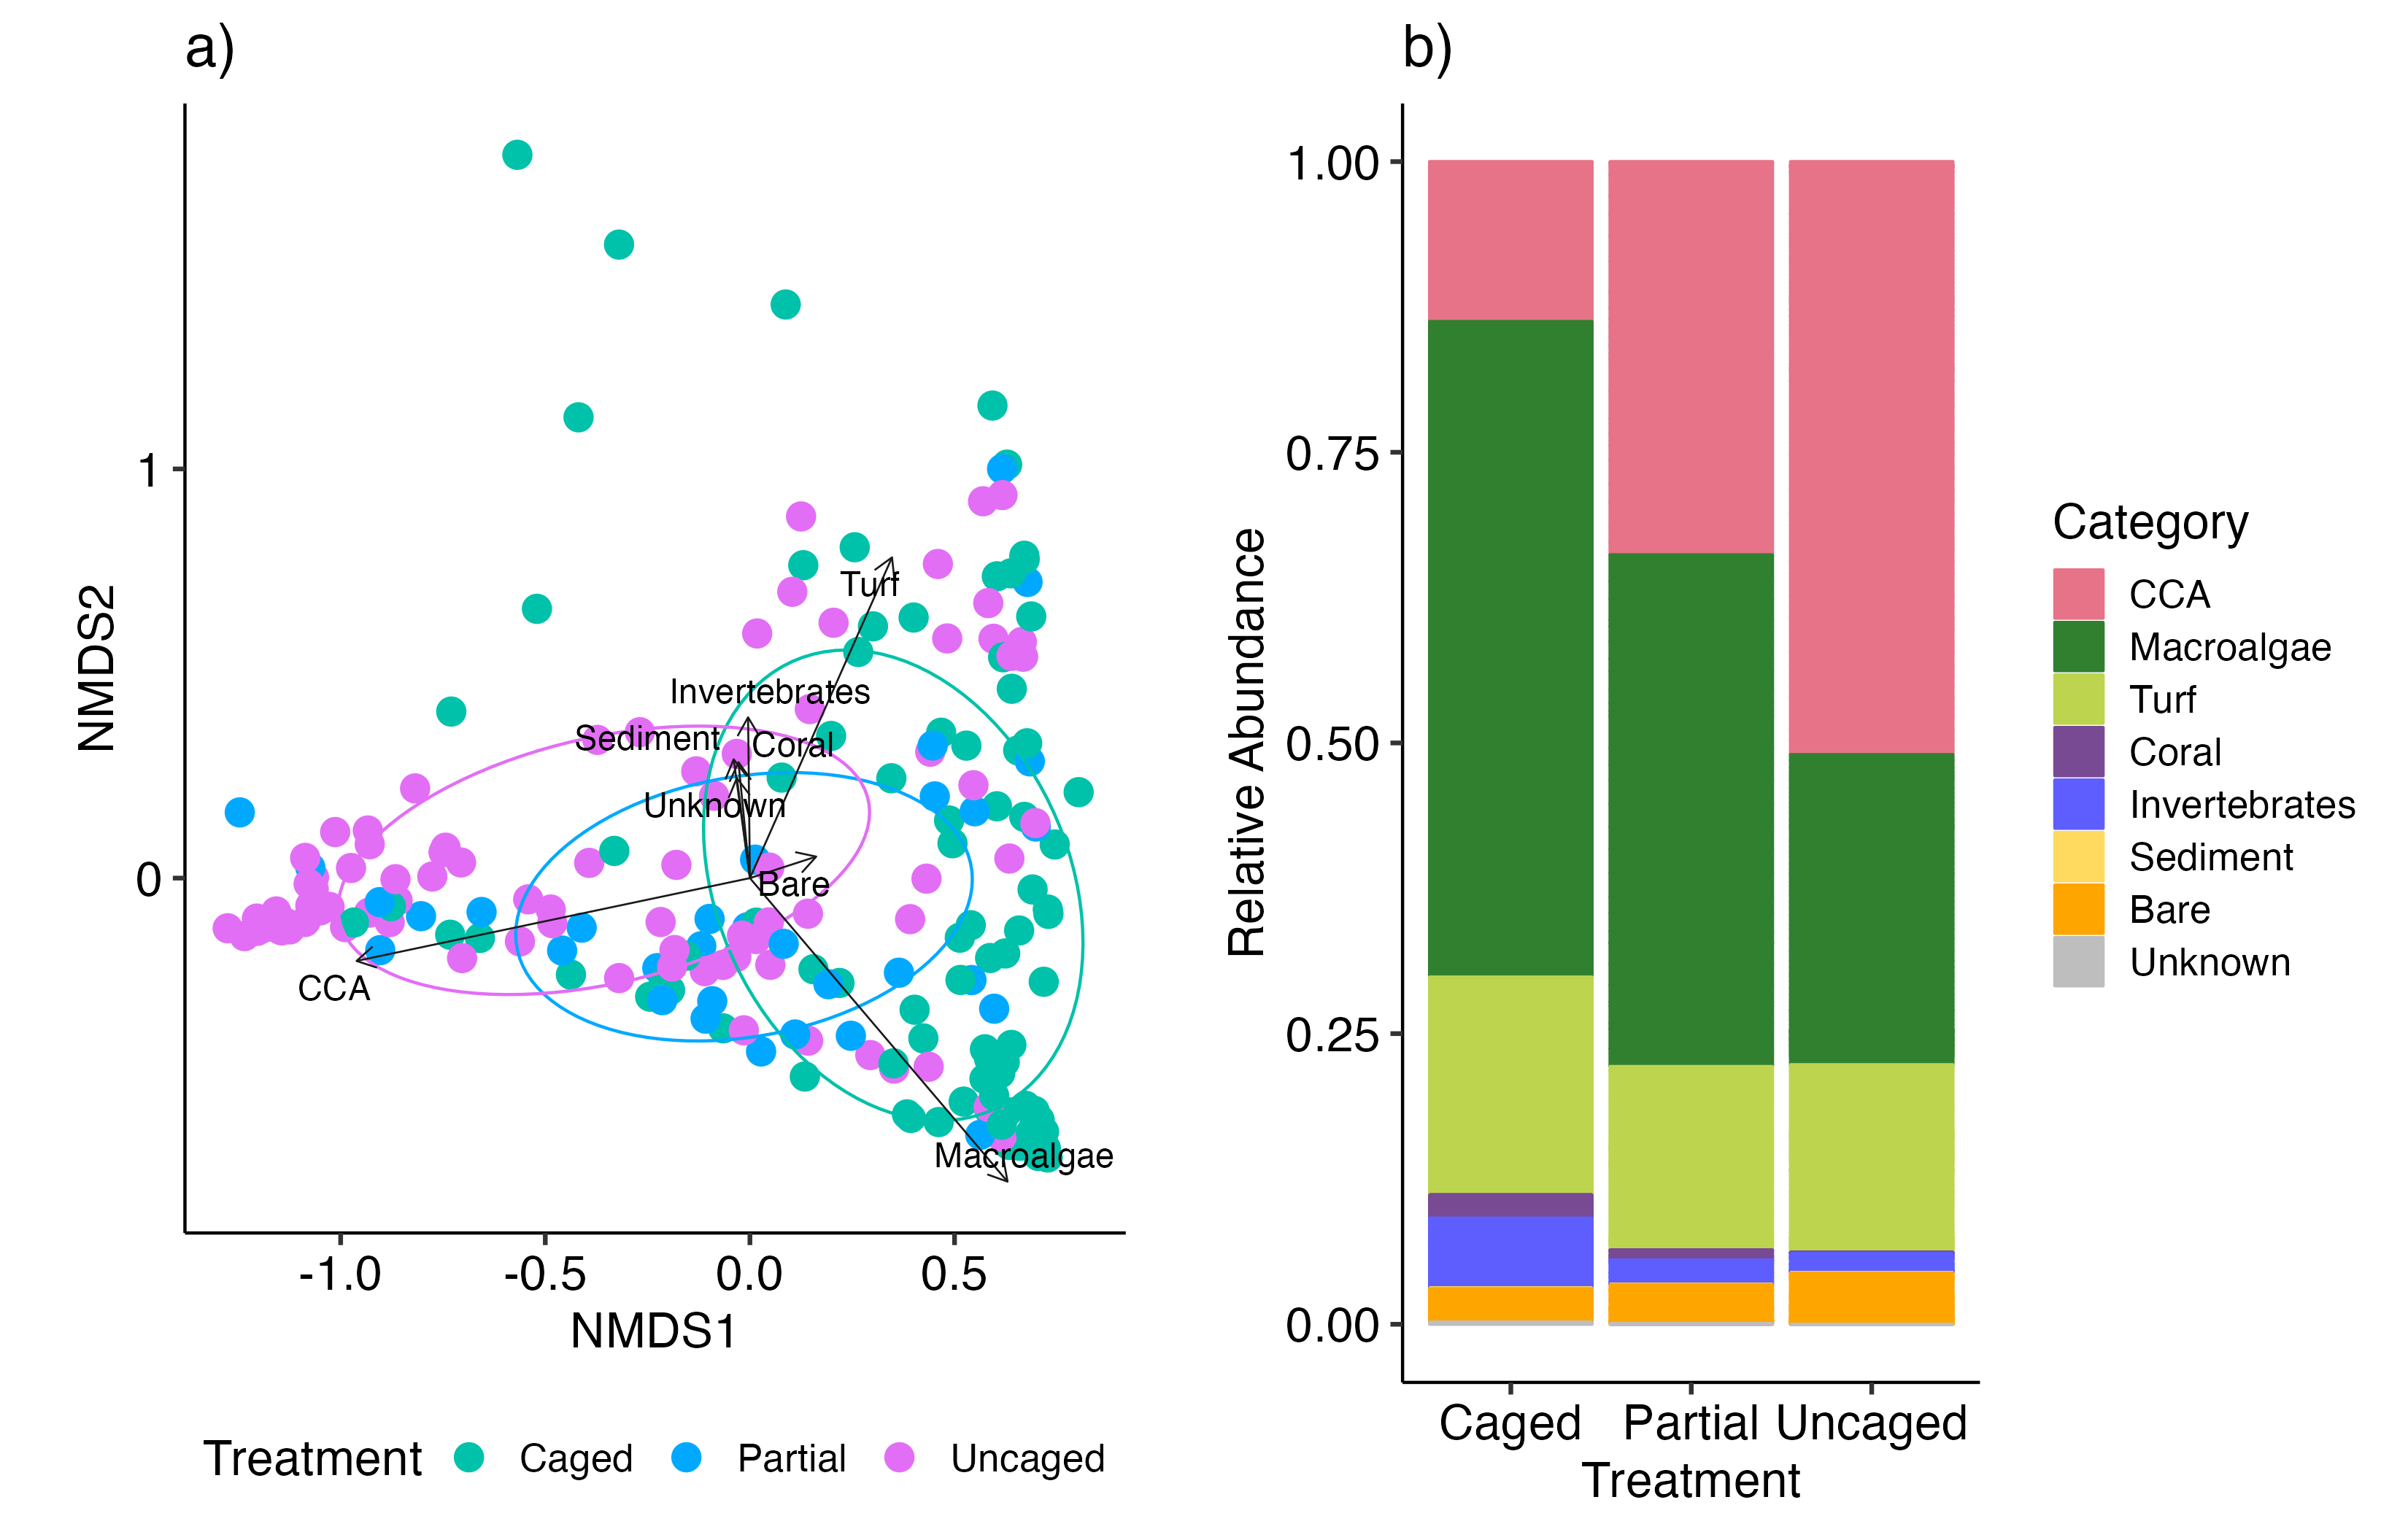 a)
NMDS2
1
0
Turf
Invertebrates
Sediment
Coral
Unknown
Bare
CCA
Macroalgae
-1.0 -0.5 0.0 0.5
NMDS1
Treatment Caged Partial Uncaged
b)
Relative Abundance
1.00
0.75
0.50
0.25
0.00
Caged Partial Uncaged
Treatment
Category
CCA
Macroalgae
Turf
Coral
Invertebrates
Sediment
Bare
Unknown